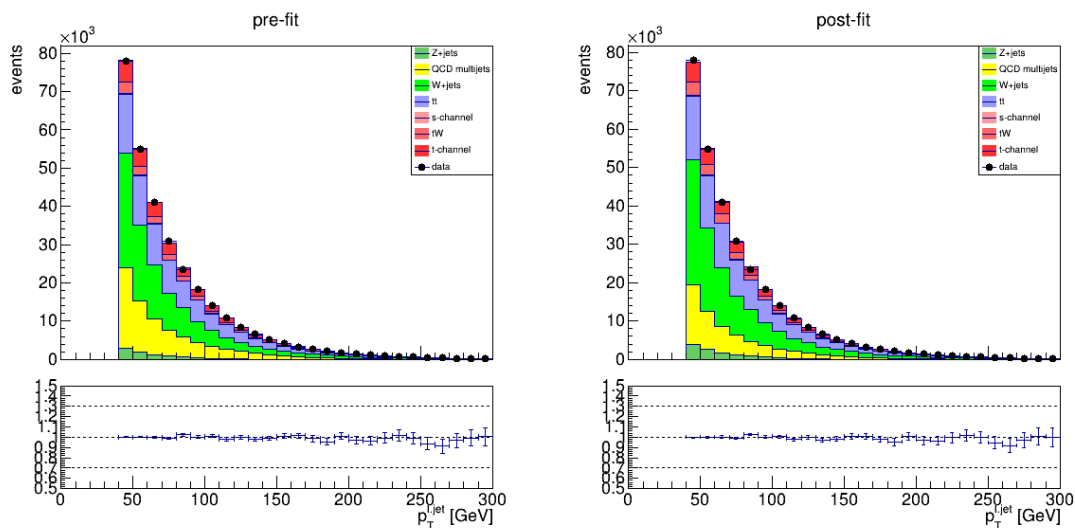 pre-fit
×10³
events
80
70
60
50
40
30
20
10
0
Z+jets
QCD multijets
W+jets
tt
s-channel
tW
t-channel
data
1.5
1.4
1.3
1.2
1.1
1.0
0.9
0.8
0.7
0.6
0.5
0 50 100 150 200 250 300
p_T^{l.jet} [GeV]
post-fit
×10³
events
80
70
60
50
40
30
20
10
0
Z+jets
QCD multijets
W+jets
tt
s-channel
tW
t-channel
data
1.5
1.4
1.3
1.2
1.1
1.0
0.9
0.8
0.7
0.6
0.5
0 50 100 150 200 250 300
p_T^{l.jet} [GeV]